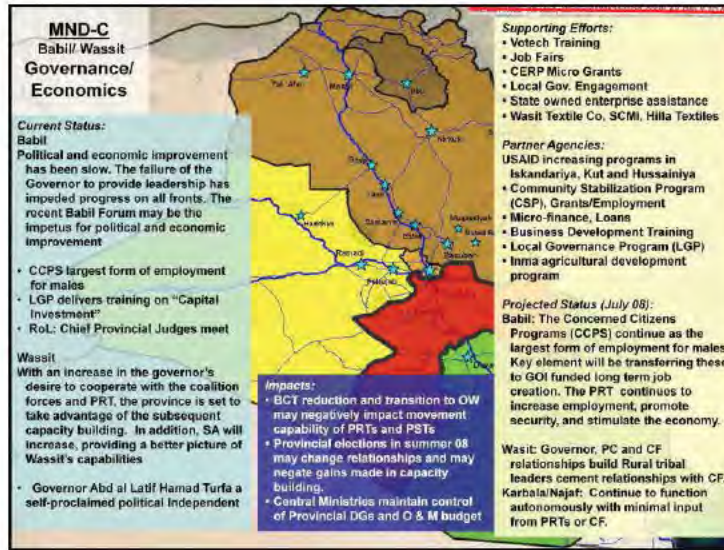 MND-C
Babil/ Wassit
Governance/
Economics
Current Status:
Babil
Political and economic improvement
has been slow. The failure of the
Governor to provide leadership has
impeded progress on all fronts. The
recent Babil Forum may be the
impetus for political and economic
improvement
• CCPS largest form of employment
for males
• LGP delivers training on “Capital
Investment”
• RoL: Chief Provincial Judges meet
Wassit
With an increase in the governor's
desire to cooperate with the coalition
forces and PRT, the province is set to
take advantage of the subsequent
capacity building. In addition, SA will
increase, providing a better picture of
Wassit's capabilities
• Governor Abd al Latif Hamad Turfa a
self-proclaimed political Independent
Mosul
Kirkuk
Ramadi
Impacts:
• BCT reduction and transition to OW
may negatively impact movement
capability of PRTs and PSTs
• Provincial elections in summer 08
may change relationships and may
negate gains made in capacity
building.
• Central Ministries maintain control
of Provincial DGs and O & M budget
Supporting Efforts:
• Votech Training
• Job Fairs
• CERP Micro Grants
• Local Gov. Engagement
• State owned enterprise assistance
• Wasit Textile Co, SCMI, Hilla Textiles
Partner Agencies:
USAID increasing programs in
Iskandariya, Kut and Hussainiya
• Community Stabilization Program
(CSP), Grants/Employment
• Micro-finance, Loans
• Business Development Training
• Local Governance Program (LGP)
• Inma agricultural development
program
Projected Status (July 08):
Babil: The Concerned Citizens
Programs (CCPS) continue as the
largest form of employment for males
Key element will be transferring these
to GOI funded long term job
creation. The PRT continues to
increase employment, promote
security, and stimulate the economy.
Wasit: Governor, PC and CF
relationships build Rural tribal
leaders cement relationships with CF.
Karbala/Najaf: Continue to function
autonomously with minimal input
from PRTs or CF.